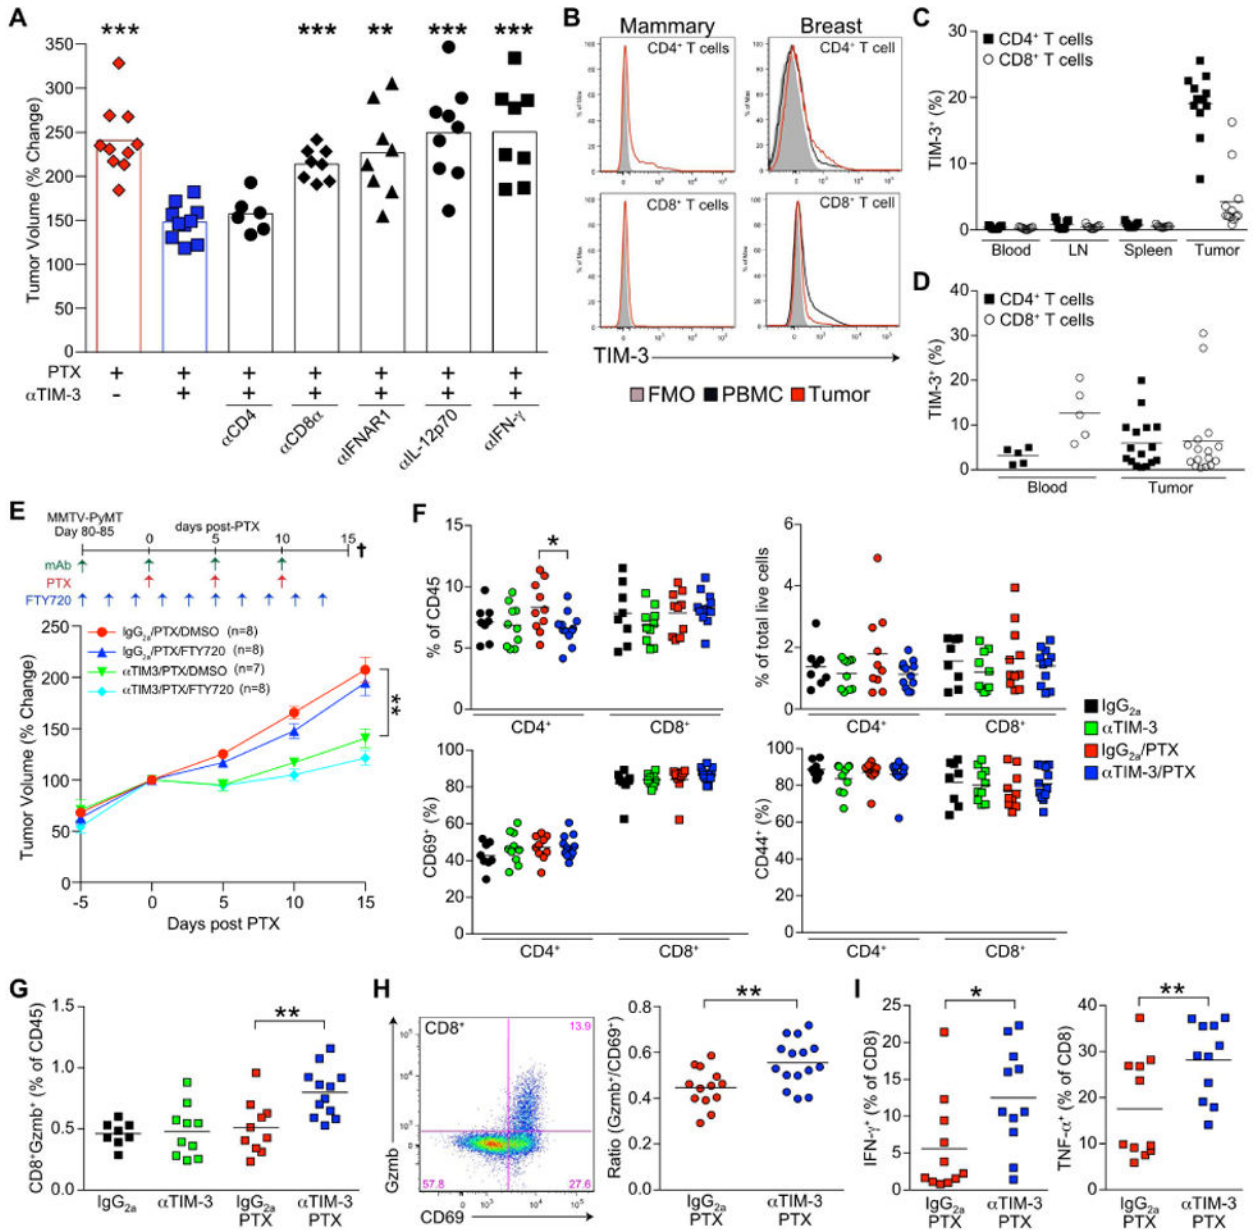 A
***
***
**
***
***
Tumor Volume (% Change)
350
300
250
200
150
100
50
0
PTX + + + + + + +
αTIM-3 - + + + + + +
αCD4
αCD8α
αIFNAR1
αIL-12p70
αIFN-γ
B
Mammary Breast
CD4⁺ T cells
CD4⁺ T cell
CD8⁺ T cells
CD8⁺ T cell
% of Max
TIM-3
FMO PBMC Tumor
C
CD4⁺ T cells
CD8⁺ T cells
TIM-3⁺ (%)
30
20
10
0
Blood LN Spleen Tumor
D
CD4⁺ T cells
CD8⁺ T cells
TIM-3⁺ (%)
40
30
20
10
0
Blood Tumor
E
MMTV-PyMT
Day 80-85
days post-PTX
0 5 10 15 †
mAb
PTX
FTY720
Tumor Volume (% Change)
250
200
150
100
50
0
IgG₂ₐ/PTX/DMSO (n=8)
IgG₂ₐ/PTX/FTY720 (n=8)
αTIM3/PTX/DMSO (n=7)
αTIM3/PTX/FTY720 (n=8)
**
-5 0 5 10 15
Days post PTX
F
% of CD45
15
10
5
0
*
CD4⁺ CD8⁺
% of total live cells
6
4
2
0
CD4⁺ CD8⁺
CD69⁺ (%)
100
80
60
40
20
0
CD4⁺ CD8⁺
CD44⁺ (%)
100
80
60
40
20
0
CD4⁺ CD8⁺
IgG₂ₐ
αTIM-3
IgG₂ₐ/PTX
αTIM-3/PTX
G
CD8⁺Gzmb⁺ (% of CD45)
1.5
1.0
0.5
0.0
**
IgG₂ₐ αTIM-3 IgG₂ₐ αTIM-3
PTX PTX
H
CD8⁺
13.9
57.8
27.6
10⁵
10⁴
10³
0
Gzmb
0 10³ 10⁴ 10⁵
CD69
Ratio (Gzmb⁺/CD69⁺)
0.8
0.6
0.4
0.2
0.0
**
IgG₂ₐ αTIM-3
PTX PTX
I
IFN-γ⁺ (% of CD8)
25
20
15
10
5
0
*
IgG₂ₐ αTIM-3
PTX PTX
TNF-α⁺ (% of CD8)
40
30
20
10
0
**
IgG₂ₐ αTIM-3
PTX PTX